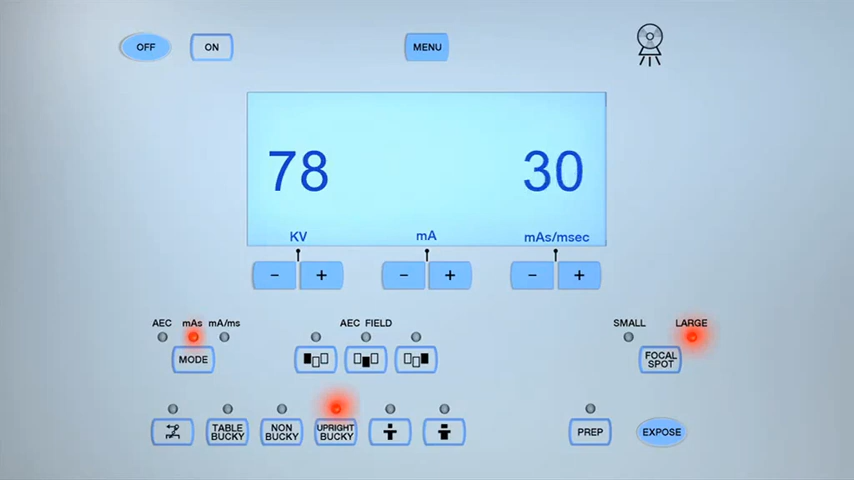 OFF
ON
MENU
78
30
KV
mA
mAs/msec
- +
- +
- +
AEC mAs mA/ms
AEC FIELD
SMALL LARGE
MODE
FOCAL
SPOT
TABLE
BUCKY
NON
BUCKY
UPRIGHT
BUCKY
PREP
EXPOSE